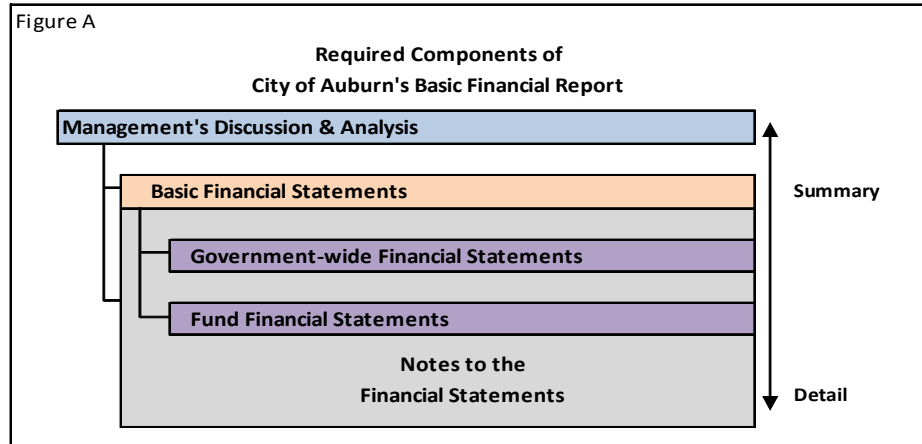 Figure A
Required Components of
City of Auburn's Basic Financial Report
Management's Discussion & Analysis
Basic Financial Statements
Summary
Government-wide Financial Statements
Fund Financial Statements
Notes to the
Financial Statements
Detail